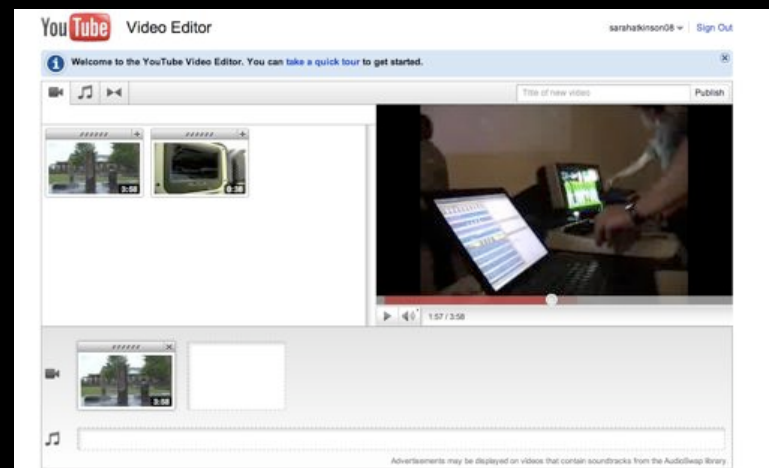 YouTube Video Editor
sarahatkinson08 Sign Out
Welcome to the YouTube Video Editor. You can take a quick tour to get started.
Title of new video Publish
3:58 0:38
1:57 / 3:58
3:58
Advertisements may be displayed on videos that contain soundtracks from the AudioSwap library